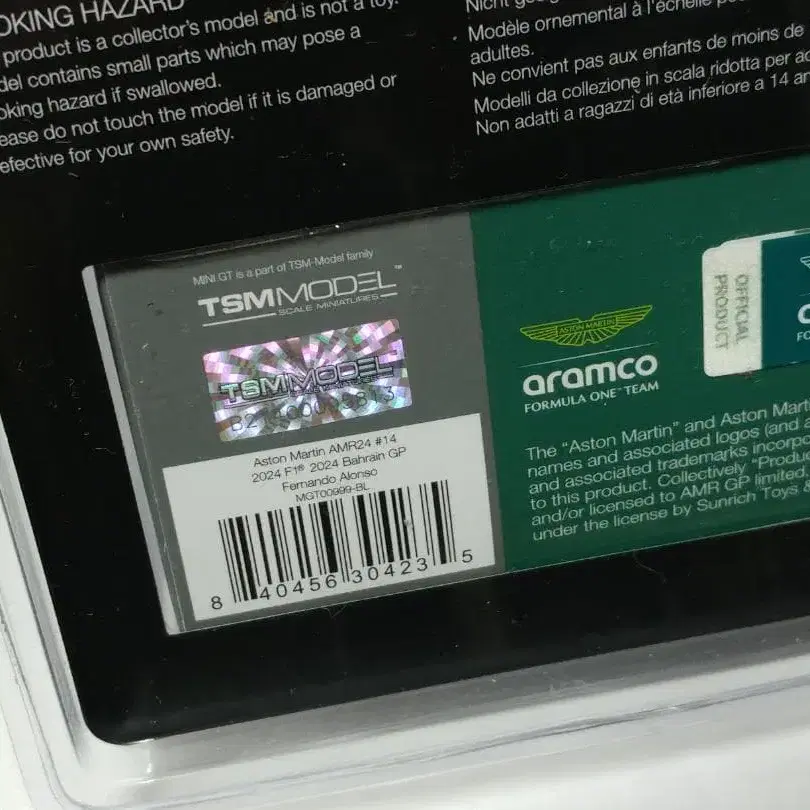 OKING HAZARD
product is a collector's model and is not a toy.
del contains small parts which may pose a
oking hazard if swallowed.
ease do not touch the model if it is damaged or
efective for your own safety.
Modèle ornemental à l'échelle
adultes.
Ne convient pas aux enfants de moins de
Modelli da collezione in scala ridotta per
Non adatti a ragazzi di età inferiore a 14
MINI GT is a part of TSM-Model family
TSMMODEL™
SCALE MINIATURES
TSMMODEL
Aston Martin AMR24 #14
2024 F1® 2024 Bahrain GP
Fernando Alonso
MGT00999-BL
8 40456 30423 5
ASTON MARTIN
aramco
FORMULA ONE™ TEAM
OFFICIAL
PRODUCT
The "Aston Martin" and Aston
names and associated logos (and
and associated trademarks
to this product. Collectively
and/or licensed to AMR GP limited
under the license by Sunrich Toys &